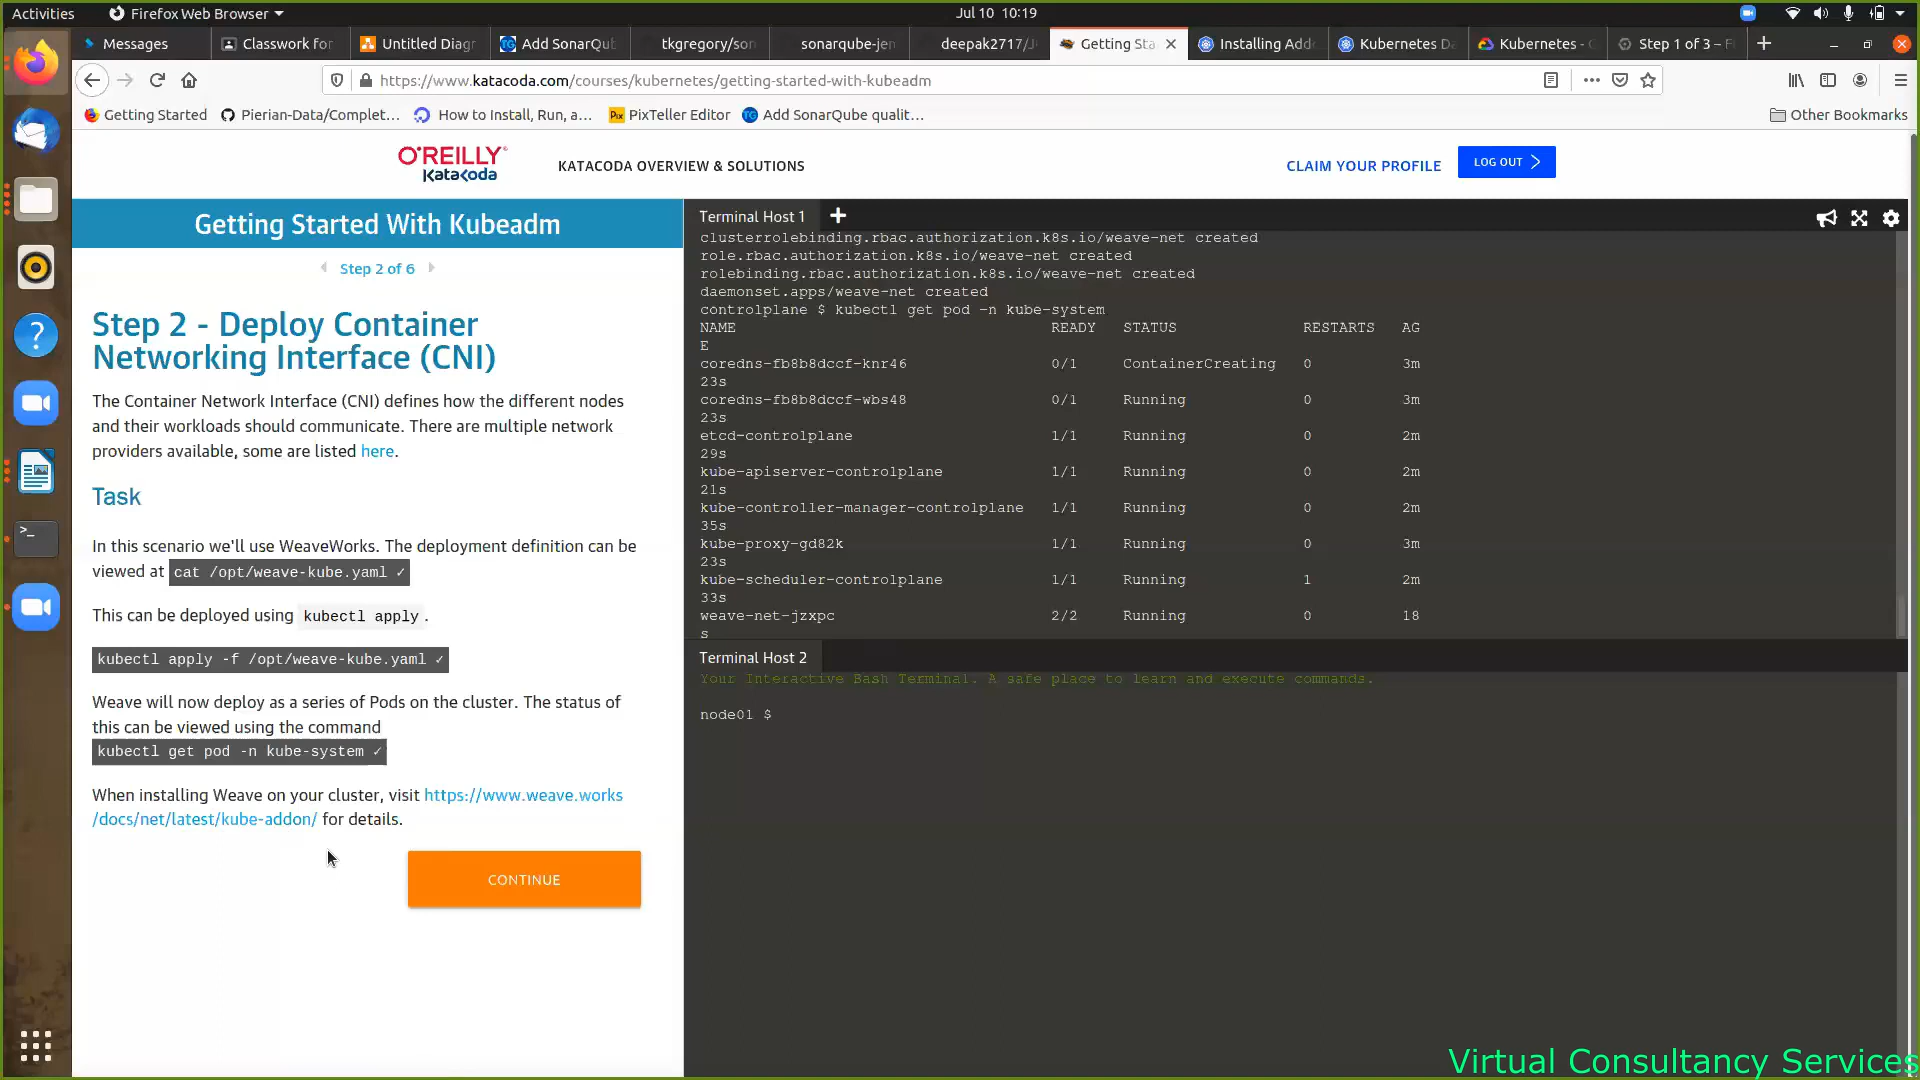 Activities
Firefox Web Browser
Jul 10 10:19
Messages
Classwork for
Untitled Diagr
Add SonarQu
tkgregory/son
sonarqube-jen
deepak2717/J
Getting Sta
Installing Add
Kubernetes Da
Kubernetes - G
Step 1 of 3 – F
https://www.katacoda.com/courses/kubernetes/getting-started-with-kubeadm
Getting Started
Pierian-Data/Complet...
How to Install, Run, a...
Pix
PixTeller Editor
TG
Add SonarQube qualit...
Other Bookmarks
O'REILLY
Katacoda
KATACODA OVERVIEW & SOLUTIONS
CLAIM YOUR PROFILE
LOG OUT
Getting Started With Kubeadm
Step 2 of 6
Step 2 - Deploy Container
Networking Interface (CNI)
The Container Network Interface (CNI) defines how the different nodes
and their workloads should communicate. There are multiple network
providers available, some are listed here.
Task
In this scenario we'll use WeaveWorks. The deployment definition can be
viewed at cat /opt/weave-kube.yaml ✓
This can be deployed using kubectl apply .
kubectl apply -f /opt/weave-kube.yaml ✓
Weave will now deploy as a series of Pods on the cluster. The status of
this can be viewed using the command
kubectl get pod -n kube-system ✓
When installing Weave on your cluster, visit https://www.weave.works
/docs/net/latest/kube-addon/ for details.
CONTINUE
Terminal Host 1
clusterrolebinding.rbac.authorization.k8s.io/weave-net created
role.rbac.authorization.k8s.io/weave-net created
rolebinding.rbac.authorization.k8s.io/weave-net created
daemonset.apps/weave-net created
controlplane $ kubectl get pod -n kube-system
NAME READY STATUS RESTARTS AG
E
coredns-fb8b8dccf-knr46 0/1 ContainerCreating 0 3m
23s
coredns-fb8b8dccf-wbs48 0/1 Running 0 3m
23s
etcd-controlplane 1/1 Running 0 2m
29s
kube-apiserver-controlplane 1/1 Running 0 2m
21s
kube-controller-manager-controlplane 1/1 Running 0 2m
35s
kube-proxy-gd82k 1/1 Running 0 3m
23s
kube-scheduler-controlplane 1/1 Running 1 2m
33s
weave-net-jzxpc 2/2 Running 0 18
s
Terminal Host 2
Your Interactive Bash Terminal. A safe place to learn and execute commands.
node01 $
Virtual Consultancy Services